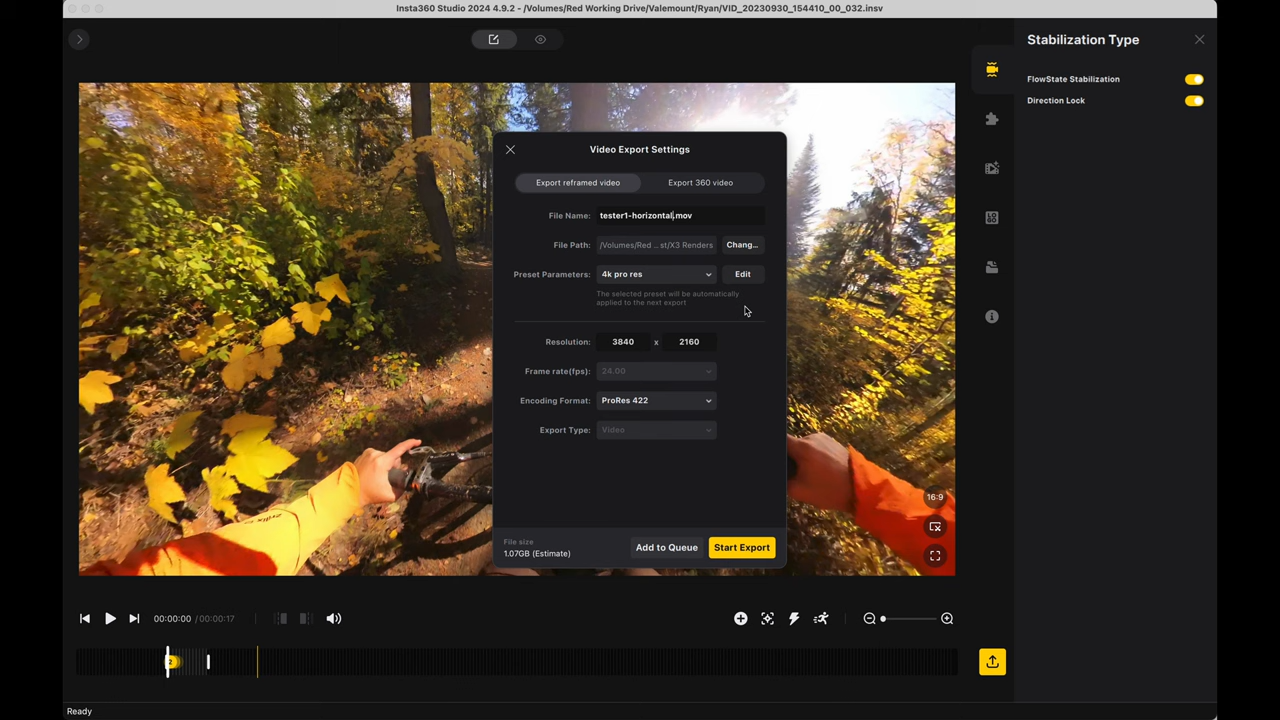 Insta360 Studio 2024 4.9.2 - /Volumes/Red Working Drive/Valemount/Ryan/VID_20230930_154410_00_032.insv
Stabilization Type
FlowState Stabilization
Direction Lock
Video Export Settings
Export reframed video Export 360 video
File Name: tester1-horizontal.mov
File Path: /Volumes/Red ... st/X3 Renders Chang...
Preset Parameters: 4k pro res Edit
The selected preset will be automatically
applied to the next export
Resolution: 3840 x 2160
Frame rate(fps): 24.00
Encoding Format: ProRes 422
Export Type: Video
16:9
File size
1.07GB (Estimate)
Add to Queue Start Export
00:00:00 / 00:00:17
2
Ready